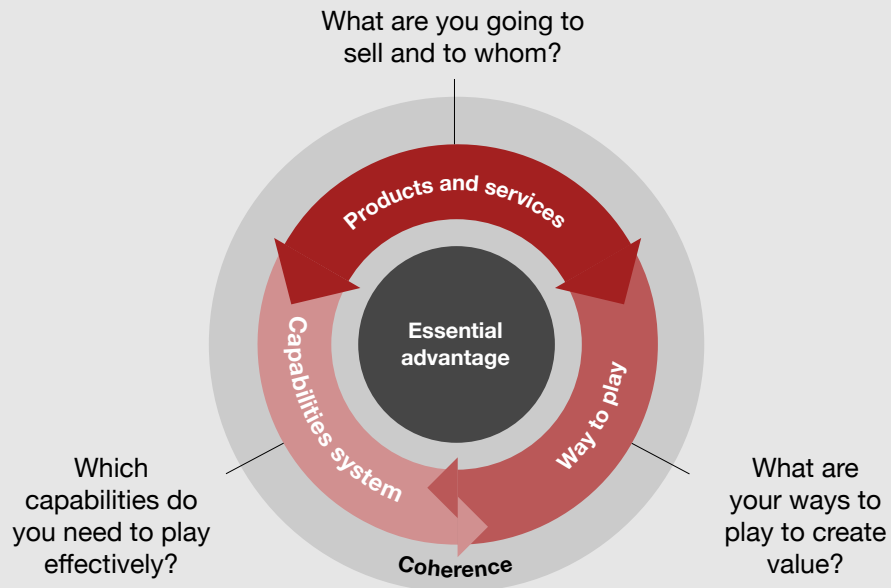 What are you going to
sell and to whom?
Products and services
Essential
advantage
Capabilities system
Way to play
Which
capabilities do
you need to play
effectively?
What are
your ways to
play to create
value?
Coherence